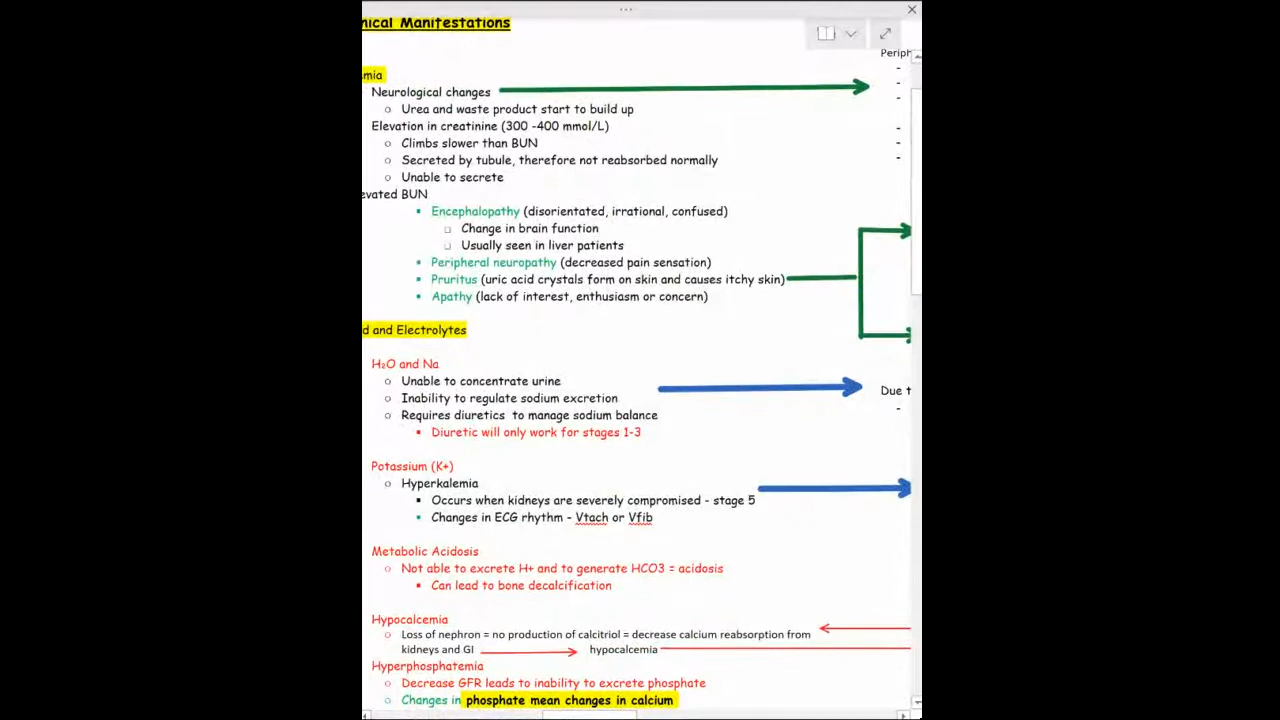 nical Manifestations
Periph
mia
Neurological changes
Urea and waste product start to build up
Elevation in creatinine (300 -400 mmol/L)
Climbs slower than BUN
Secreted by tubule, therefore not reabsorbed normally
Unable to secrete
evated BUN
Encephalopathy (disorientated, irrational, confused)
Change in brain function
Usually seen in liver patients
Peripheral neuropathy (decreased pain sensation)
Pruritus (uric acid crystals form on skin and causes itchy skin)
Apathy (lack of interest, enthusiasm or concern)
d and Electrolytes
H₂O and Na
Unable to concentrate urine
Due t
Inability to regulate sodium excretion
Requires diuretics to manage sodium balance
Diuretic will only work for stages 1-3
Potassium (K+)
Hyperkalemia
Occurs when kidneys are severely compromised - stage 5
Changes in ECG rhythm - Vtach or Vfib
Metabolic Acidosis
Not able to excrete H+ and to generate HCO3 = acidosis
Can lead to bone decalcification
Hypocalcemia
Loss of nephron = no production of calcitriol = decrease calcium reabsorption from
kidneys and GI hypocalcemia
Hyperphosphatemia
Decrease GFR leads to inability to excrete phosphate
Changes in phosphate mean changes in calcium